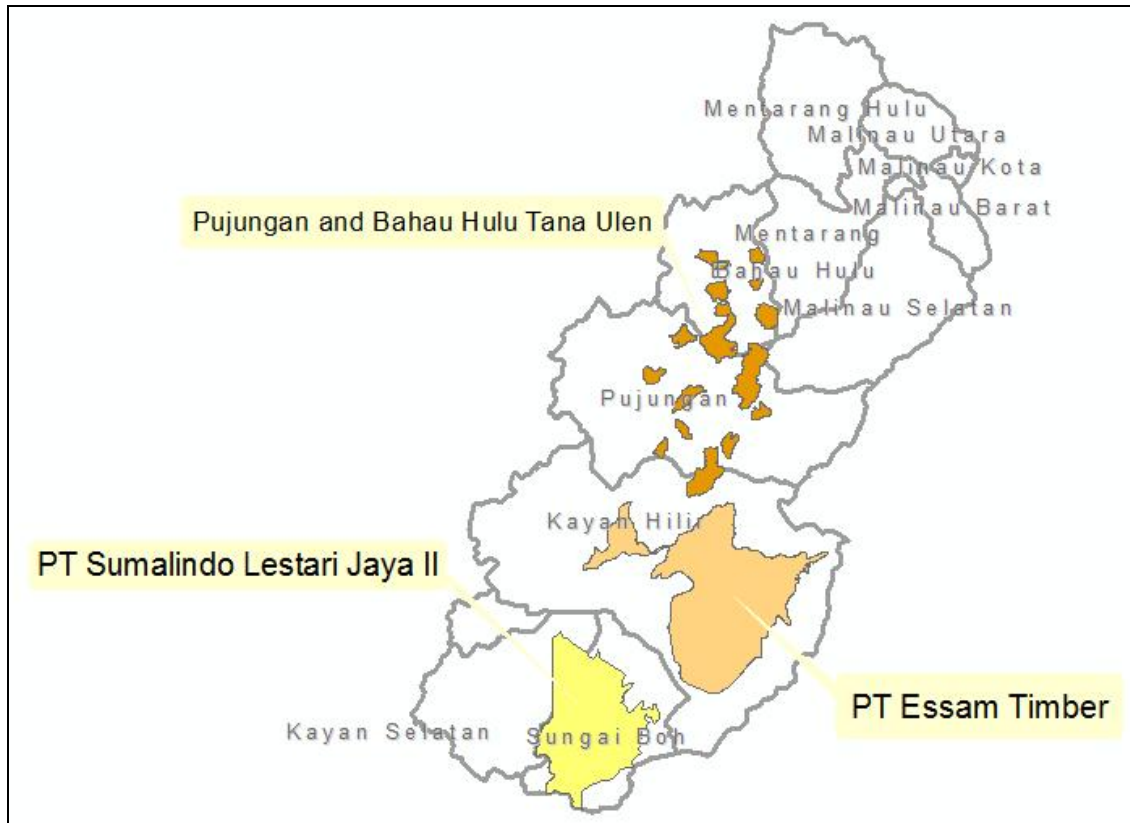 Mentarang Hulu
Malinau Utara
Malinau Kota
Malinau Barat
Pujungan and Bahau Hulu Tana Ulen
Mentarang
Bahau Hulu
Malinau Selatan
Pujungan
Kayan Hilir
PT Sumalindo Lestari Jaya II
PT Essam Timber
Kayan Selatan
Sungai Boh